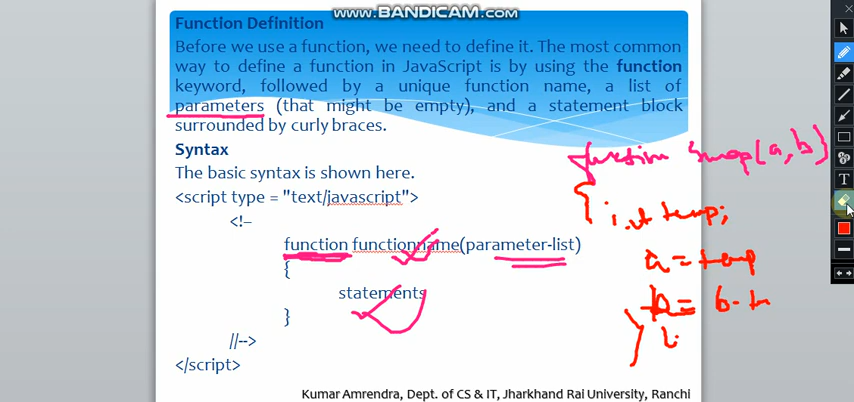 www.BANDICAM.com
Function Definition
Before we use a function, we need to define it. The most common
way to define a function in JavaScript is by using the function
keyword, followed by a unique function name, a list of
parameters (that might be empty), and a statement block
surrounded by curly braces.
Syntax
The basic syntax is shown here.
<script type = "text/javascript">
<!–
function functionname(parameter-list)
{
statements
}
//-->
</script>
Kumar Amrendra, Dept. of CS & IT, Jharkhand Rai University, Ranchi
function swap(a,b)
{
int temp;
a = temp
b =
}
T